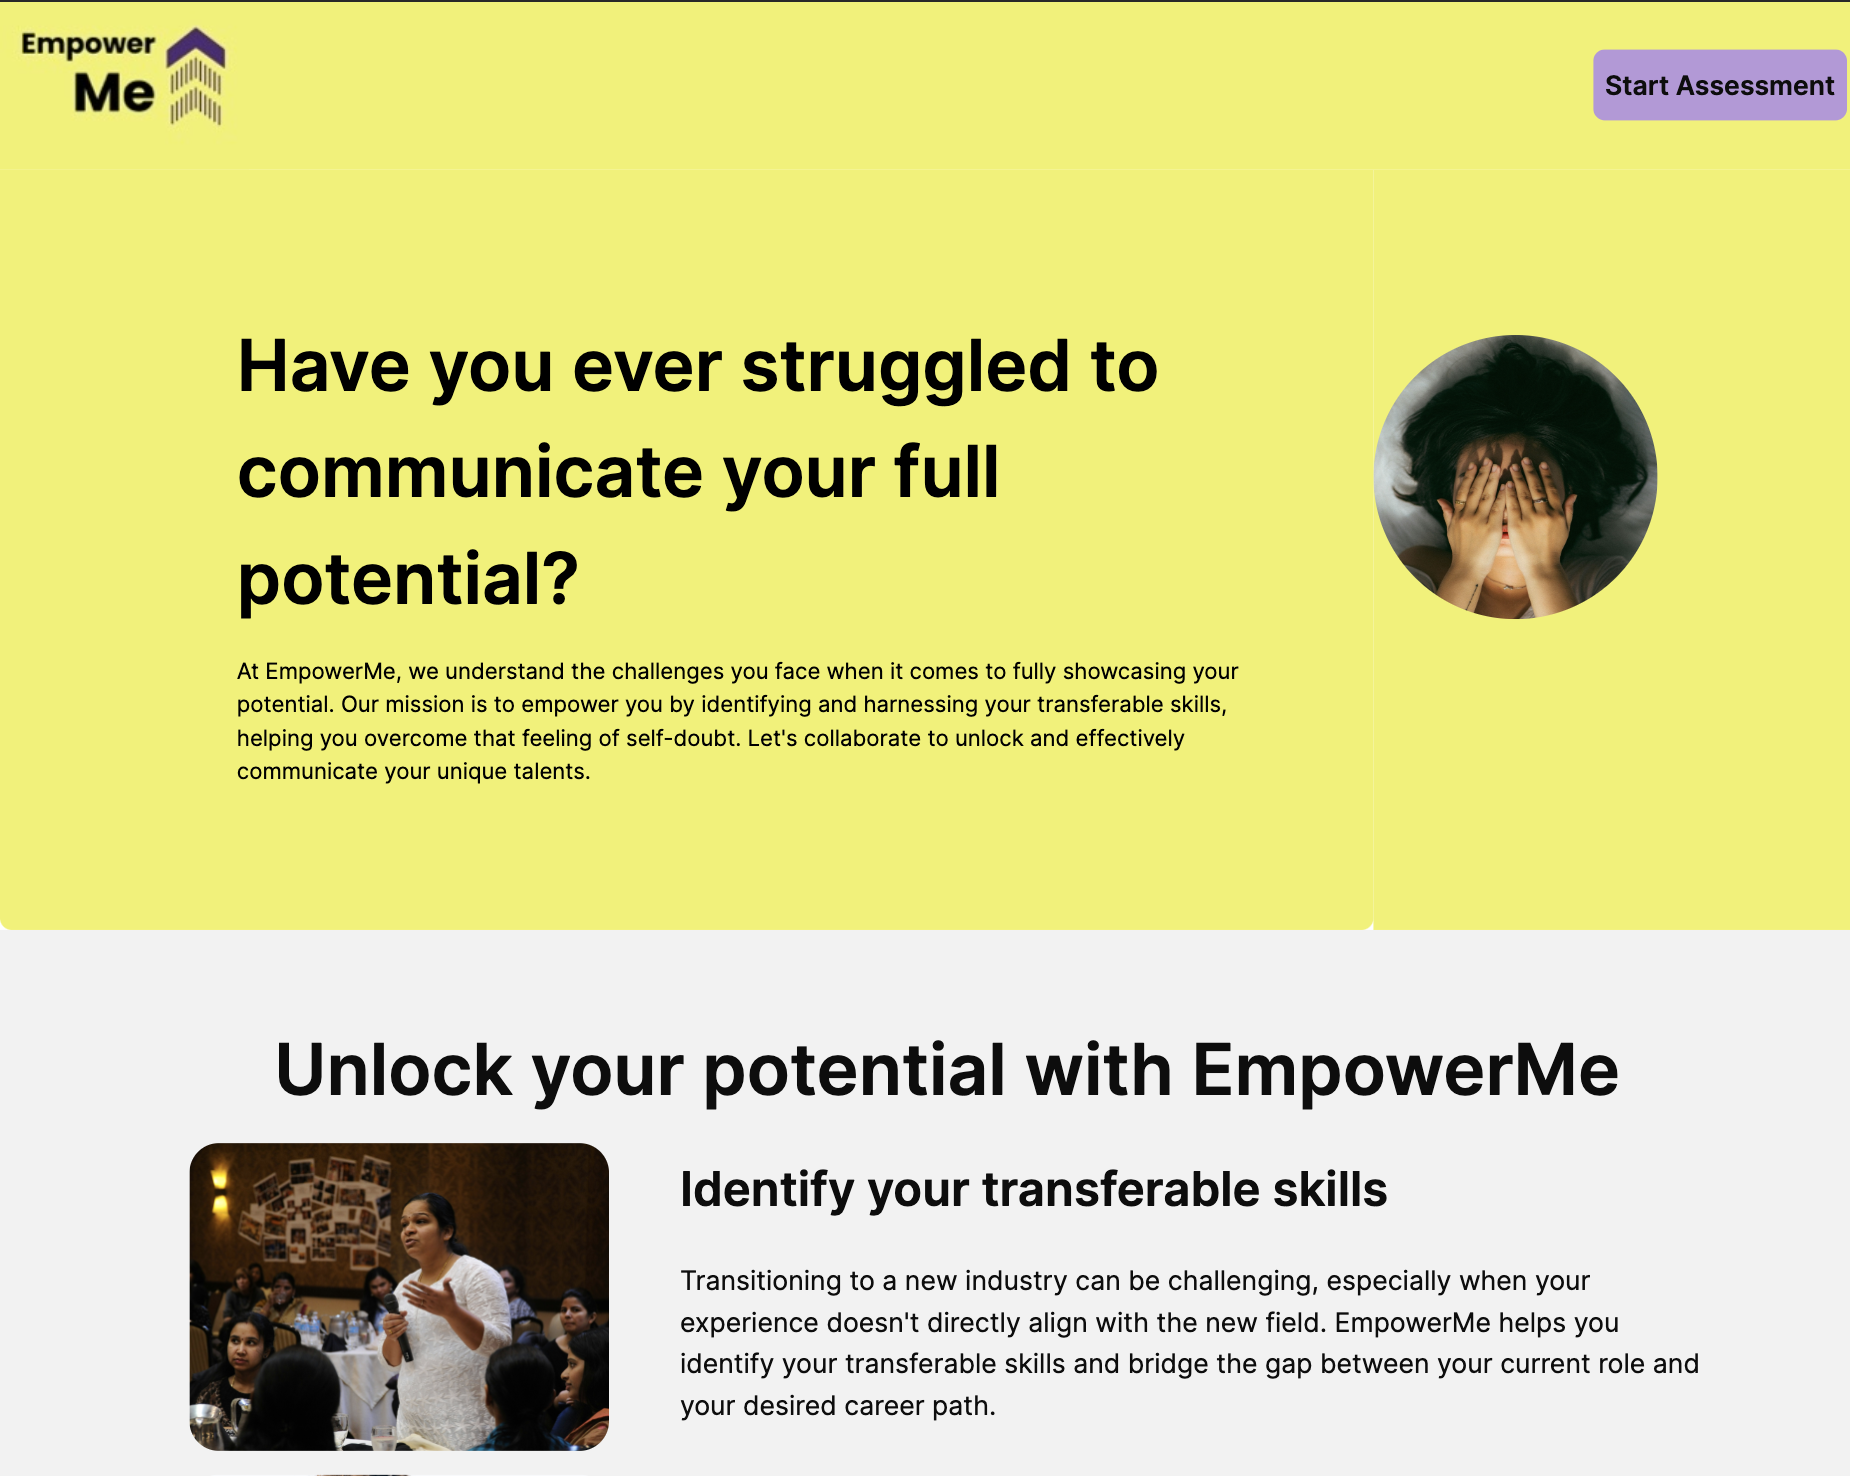 Empower
Me
Start Assessment
Have you ever struggled to
communicate your full
potential?
At EmpowerMe, we understand the challenges you face when it comes to fully showcasing your
potential. Our mission is to empower you by identifying and harnessing your transferable skills,
helping you overcome that feeling of self-doubt. Let's collaborate to unlock and effectively
communicate your unique talents.
Unlock your potential with EmpowerMe
Identify your transferable skills
Transitioning to a new industry can be challenging, especially when your
experience doesn't directly align with the new field. EmpowerMe helps you
identify your transferable skills and bridge the gap between your current role and
your desired career path.